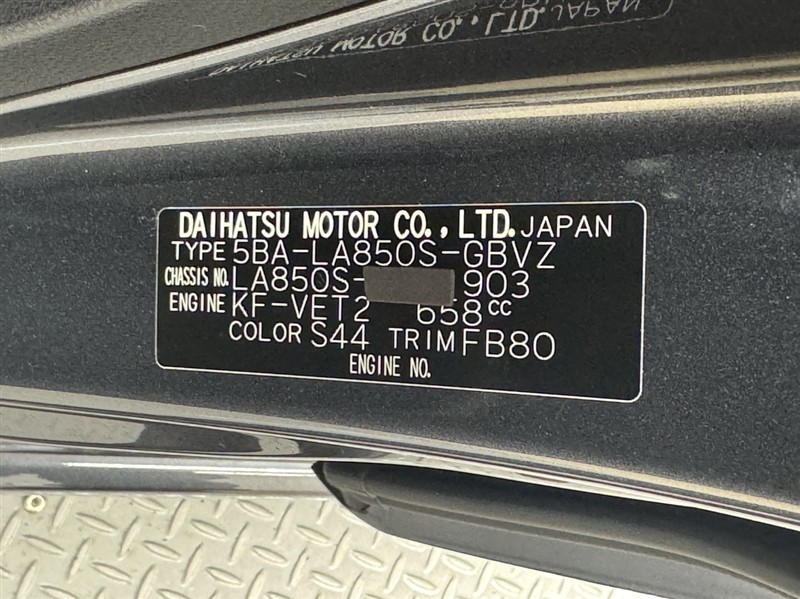 DAIHATSU MOTOR CO., LTD. JAPAN
TYPE 5BA-LA850S-GBVZ
CHASSIS NO. LA850S- 903
ENGINE KF-VET2 658cc
COLOR S44 TRIM FB80
ENGINE NO.